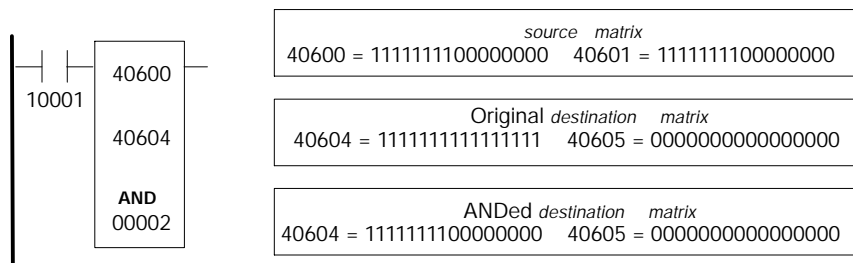 40600
10001
40604
AND
00002
source matrix
40600 = 1111111100000000 40601 = 1111111100000000
Original destination matrix
40604 = 1111111111111111 40605 = 0000000000000000
ANDed destination matrix
40604 = 1111111100000000 40605 = 0000000000000000